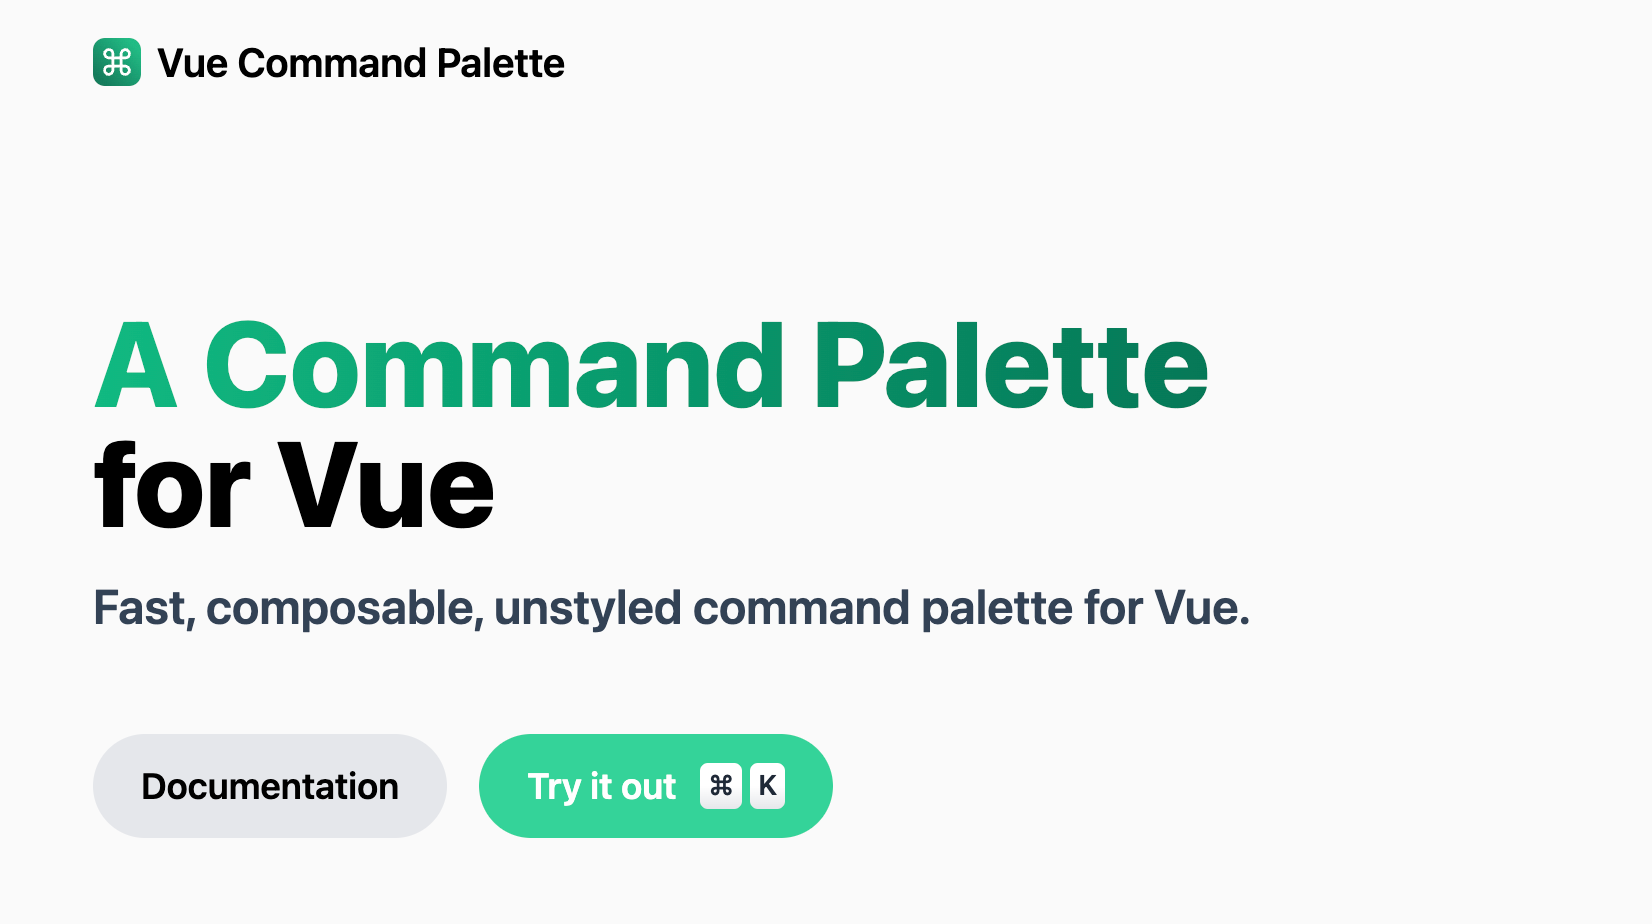 ⌘ Vue Command Palette
A Command Palette
for Vue
Fast, composable, unstyled command palette for Vue.
Documentation
Try it out ⌘ K